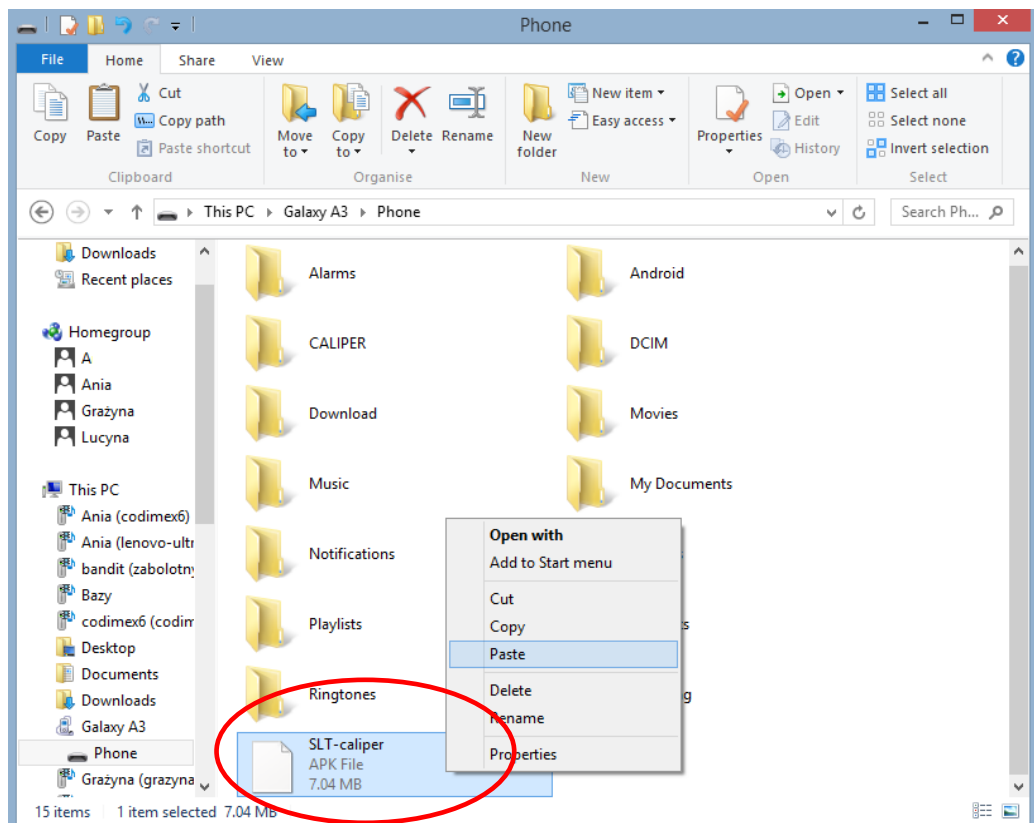 Phone
File Home Share View
Copy Paste Cut Copy path Paste shortcut
Move to Copy to Delete Rename
New folder New item Easy access
Properties Open Edit History
Select all Select none Invert selection
Clipboard Organise New Open Select
This PC Galaxy A3 Phone Search Ph...
Downloads
Recent places
Homegroup
A
Ania
Grażyna
Lucyna
This PC
Ania (codimex6)
Ania (lenovo-ultr
bandit (zabolotny
Bazy
codimex6 (codim
Desktop
Documents
Downloads
Galaxy A3
Phone
Grażyna (grazyna
Alarms Android
CALIPER DCIM
Download Movies
Music My Documents
Notifications
Playlists
Ringtones
SLT-caliper
APK File
7.04 MB
Open with
Add to Start menu
Cut
Copy
Paste
Delete
Rename
Properties
15 items 1 item selected 7.04 MB